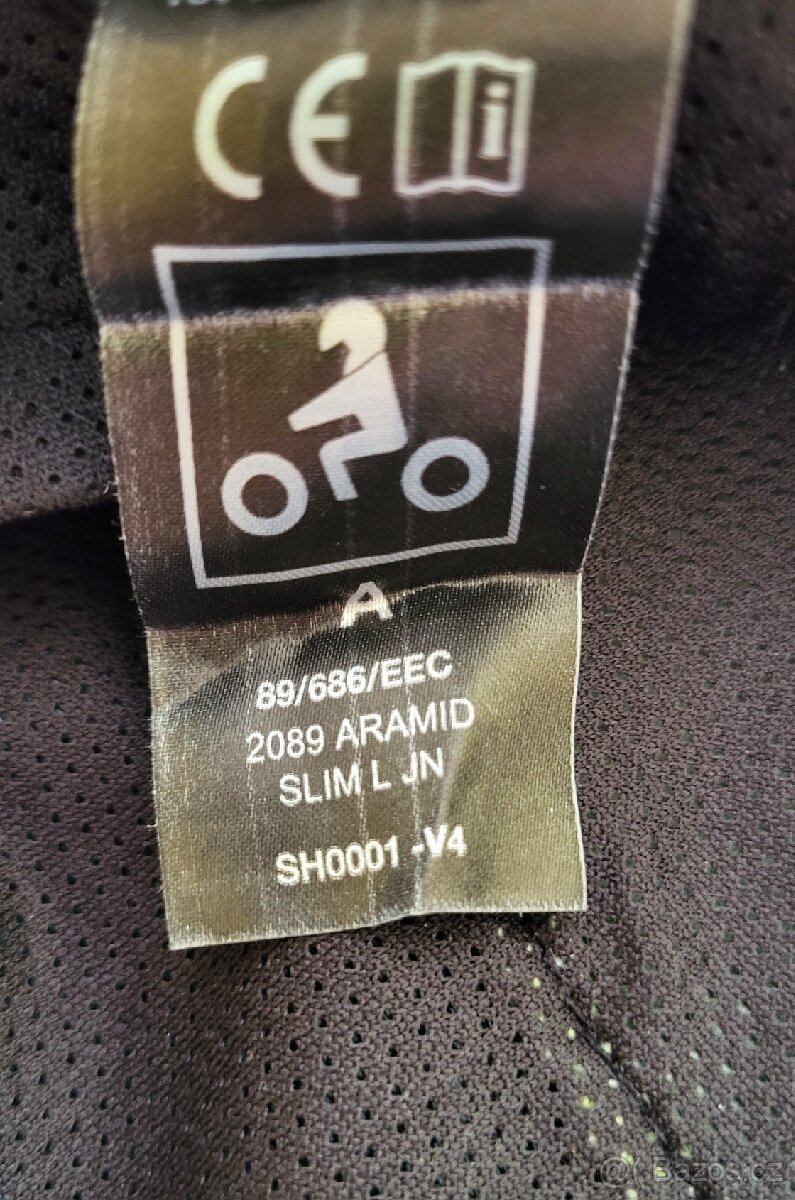 CE i
A
89/686/EEC
2089 ARAMID
SLIM L JN
SH0001 -V4
Bazos.cz